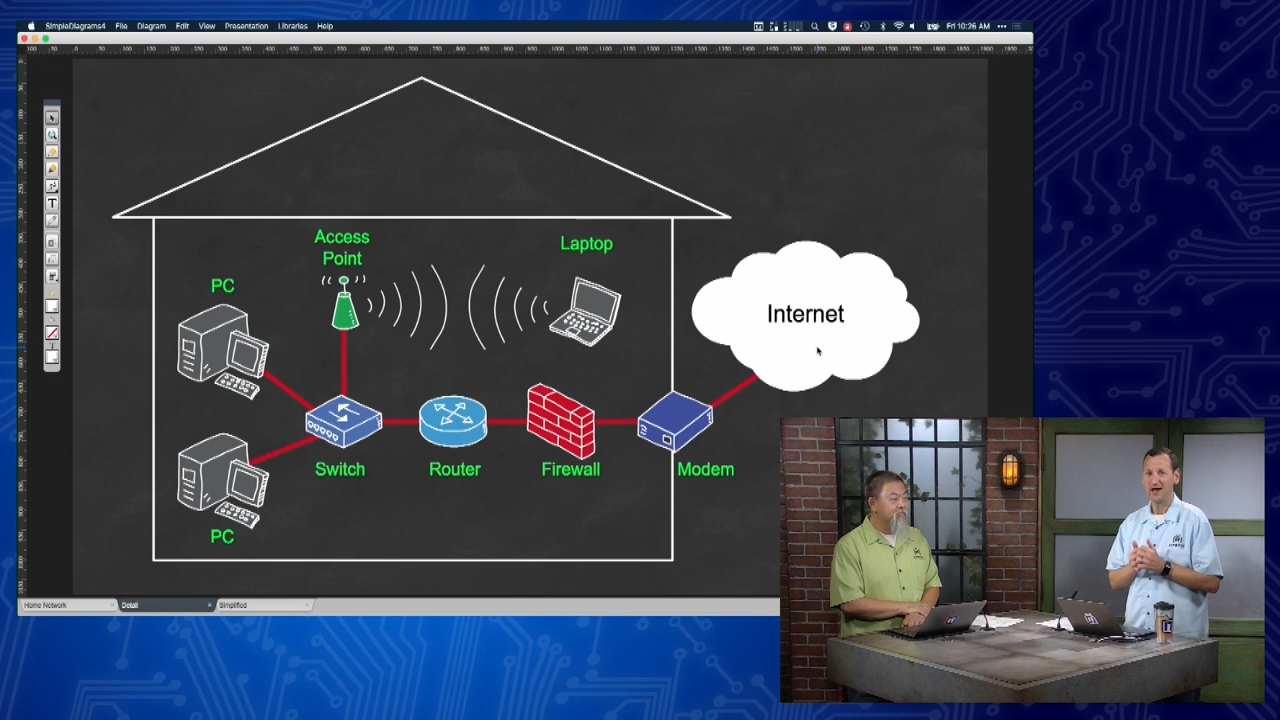 SimpleDiagrams4 File Diagram Edit View Presentation Libraries Help
Fri 10:26 AM
Access
Point
Laptop
PC
Internet
Switch
Router
Firewall
Modem
PC
Home Network
Detail
Simplified